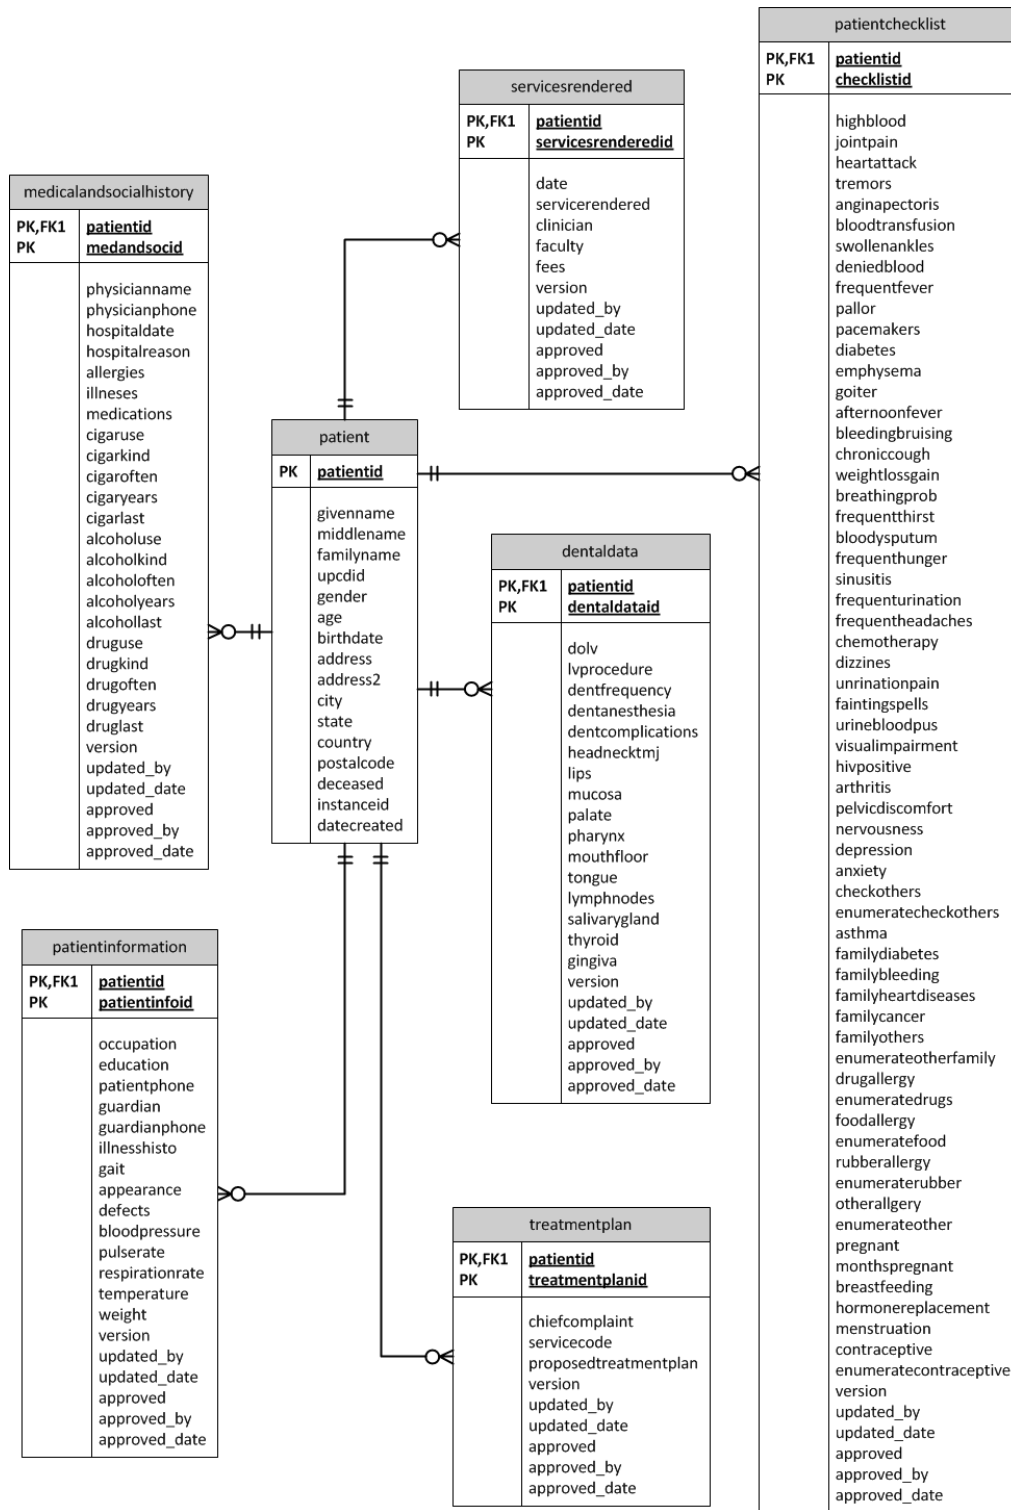 patientchecklist
PK,FK1 patientid
PK checklistid
highblood
jointpain
heartattack
tremors
anginapectoris
bloodtransfusion
swollenankles
deniedblood
frequentfever
pallor
pacemakers
diabetes
emphysema
goiter
afternoonfever
bleedingbruising
chroniccough
weightlossgain
breathingprob
frequentthirst
bloodysputum
frequenthunger
sinusitis
frequenturination
frequentheadaches
chemotherapy
dizzines
unrinationpain
faintingspells
urinebloodpus
visualimpairment
hivpositive
arthritis
pelvicdiscomfort
nervousness
depression
anxiety
checkothers
enumeratecheckothers
asthma
familydiabetes
familybleeding
familyheartdiseases
familycancer
familyothers
enumerateotherfamily
drugallergy
enumeratedrugs
foodallergy
enumeratefood
rubberallergy
enumeraterubber
otherallgery
enumerateother
pregnant
monthspregnant
breastfeeding
hormonereplacement
menstruation
contraceptive
enumeratecontraceptive
version
updated_by
updated_date
approved
approved_by
approved_date
servicesrendered
PK,FK1 patientid
PK servicesrenderedid
date
servicerendered
clinician
faculty
fees
version
updated_by
updated_date
approved
approved_by
approved_date
medicalandsocialhistory
PK,FK1 patientid
PK medandsocid
physicianname
physicianphone
hospitaldate
hospitalreason
allergies
illneses
medications
cigaruse
cigarkind
cigaroften
cigaryears
cigarlast
alcoholuse
alcoholkind
alcoholoften
alcoholyears
alcohollast
druguse
drugkind
drugoften
drugyears
druglast
version
updated_by
updated_date
approved
approved_by
approved_date
patient
PK patientid
givenname
middlename
familyname
upcdid
gender
age
birthdate
address
address2
city
state
country
postalcode
deceased
instanceid
datecreated
dentaldata
PK,FK1 patientid
PK dentaldataid
dolv
lvprocedure
dentfrequency
dentanesthesia
dentcomplications
headnecktmj
lips
mucosa
palate
pharynx
mouthfloor
tongue
lymphnodes
salivarygland
thyroid
gingiva
version
updated_by
updated_date
approved
approved_by
approved_date
patientinformation
PK,FK1 patientid
PK patientinfoid
occupation
education
patientphone
guardian
guardianphone
illnesshisto
gait
appearance
defects
bloodpressure
pulserate
respirationrate
temperature
weight
version
updated_by
updated_date
approved
approved_by
approved_date
treatmentplan
PK,FK1 patientid
PK treatmentplanid
chiefcomplaint
servicecode
proposedtreatmentplan
version
updated_by
updated_date
approved
approved_by
approved_date